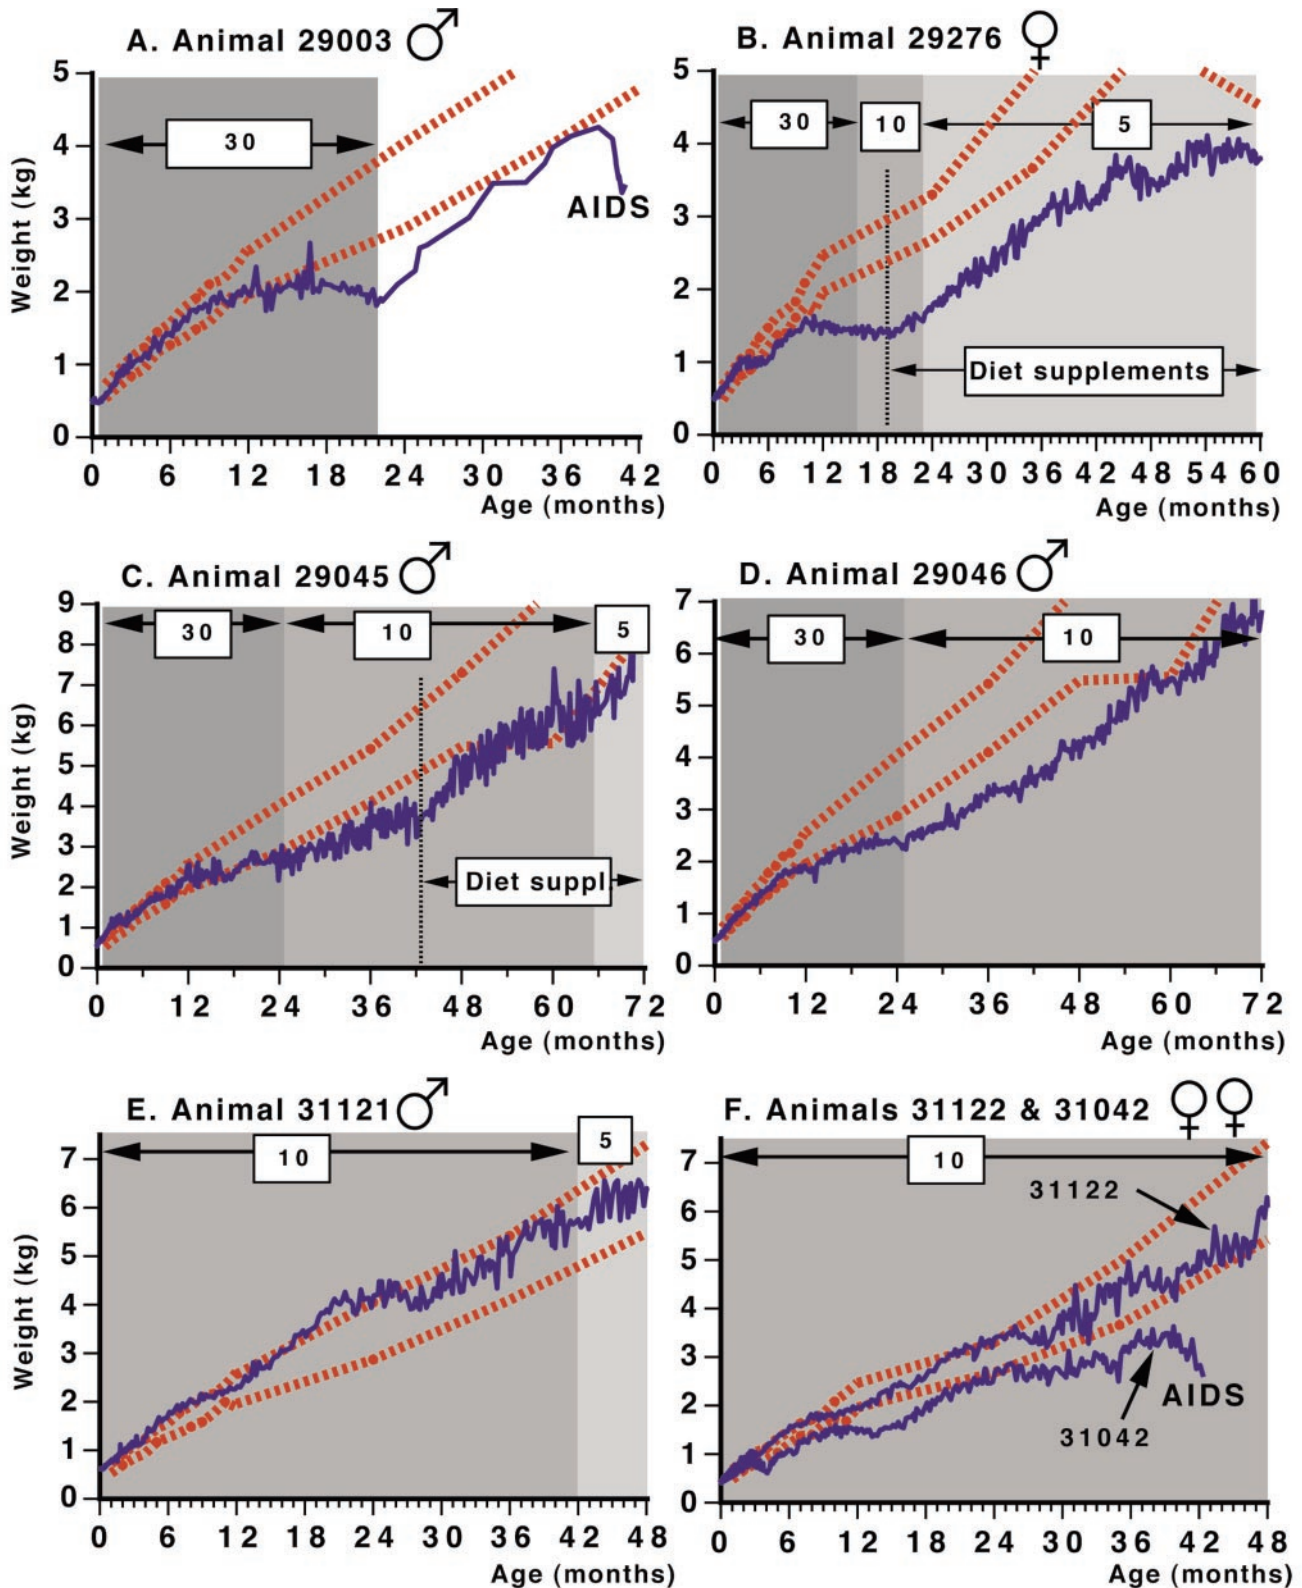 A. Animal 29003 ♂
Weight (kg)
5
4
3
2
1
0
30
AIDS
0 6 12 18 24 30 36 42
Age (months)
B. Animal 29276 ♀
5
4
3
2
1
0
30
10
5
Diet supplements
0 6 12 18 24 30 36 42 48 54 60
Age (months)
C. Animal 29045 ♂
Weight (kg)
9
8
7
6
5
4
3
2
1
0
30
10
5
Diet suppl.
0 12 24 36 48 60 72
Age (months)
D. Animal 29046 ♂
7
6
5
4
3
2
1
0
30
10
0 12 24 36 48 60 72
Age (months)
E. Animal 31121 ♂
Weight (kg)
7
6
5
4
3
2
1
0
10
5
0 6 12 18 24 30 36 42 48
Age (months)
F. Animals 31122 & 31042 ♀♀
7
6
5
4
3
2
1
0
10
31122
AIDS
31042
0 6 12 18 24 30 36 42 48
Age (months)